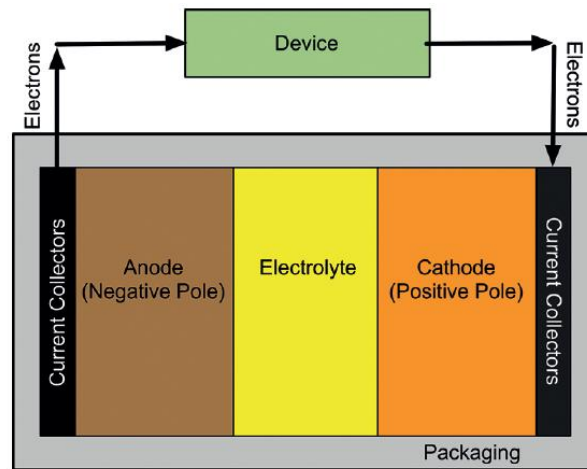 Device
Electrons
Electrons
Current Collectors
Anode
(Negative Pole)
Electrolyte
Cathode
(Positive Pole)
Current Collectors
Packaging